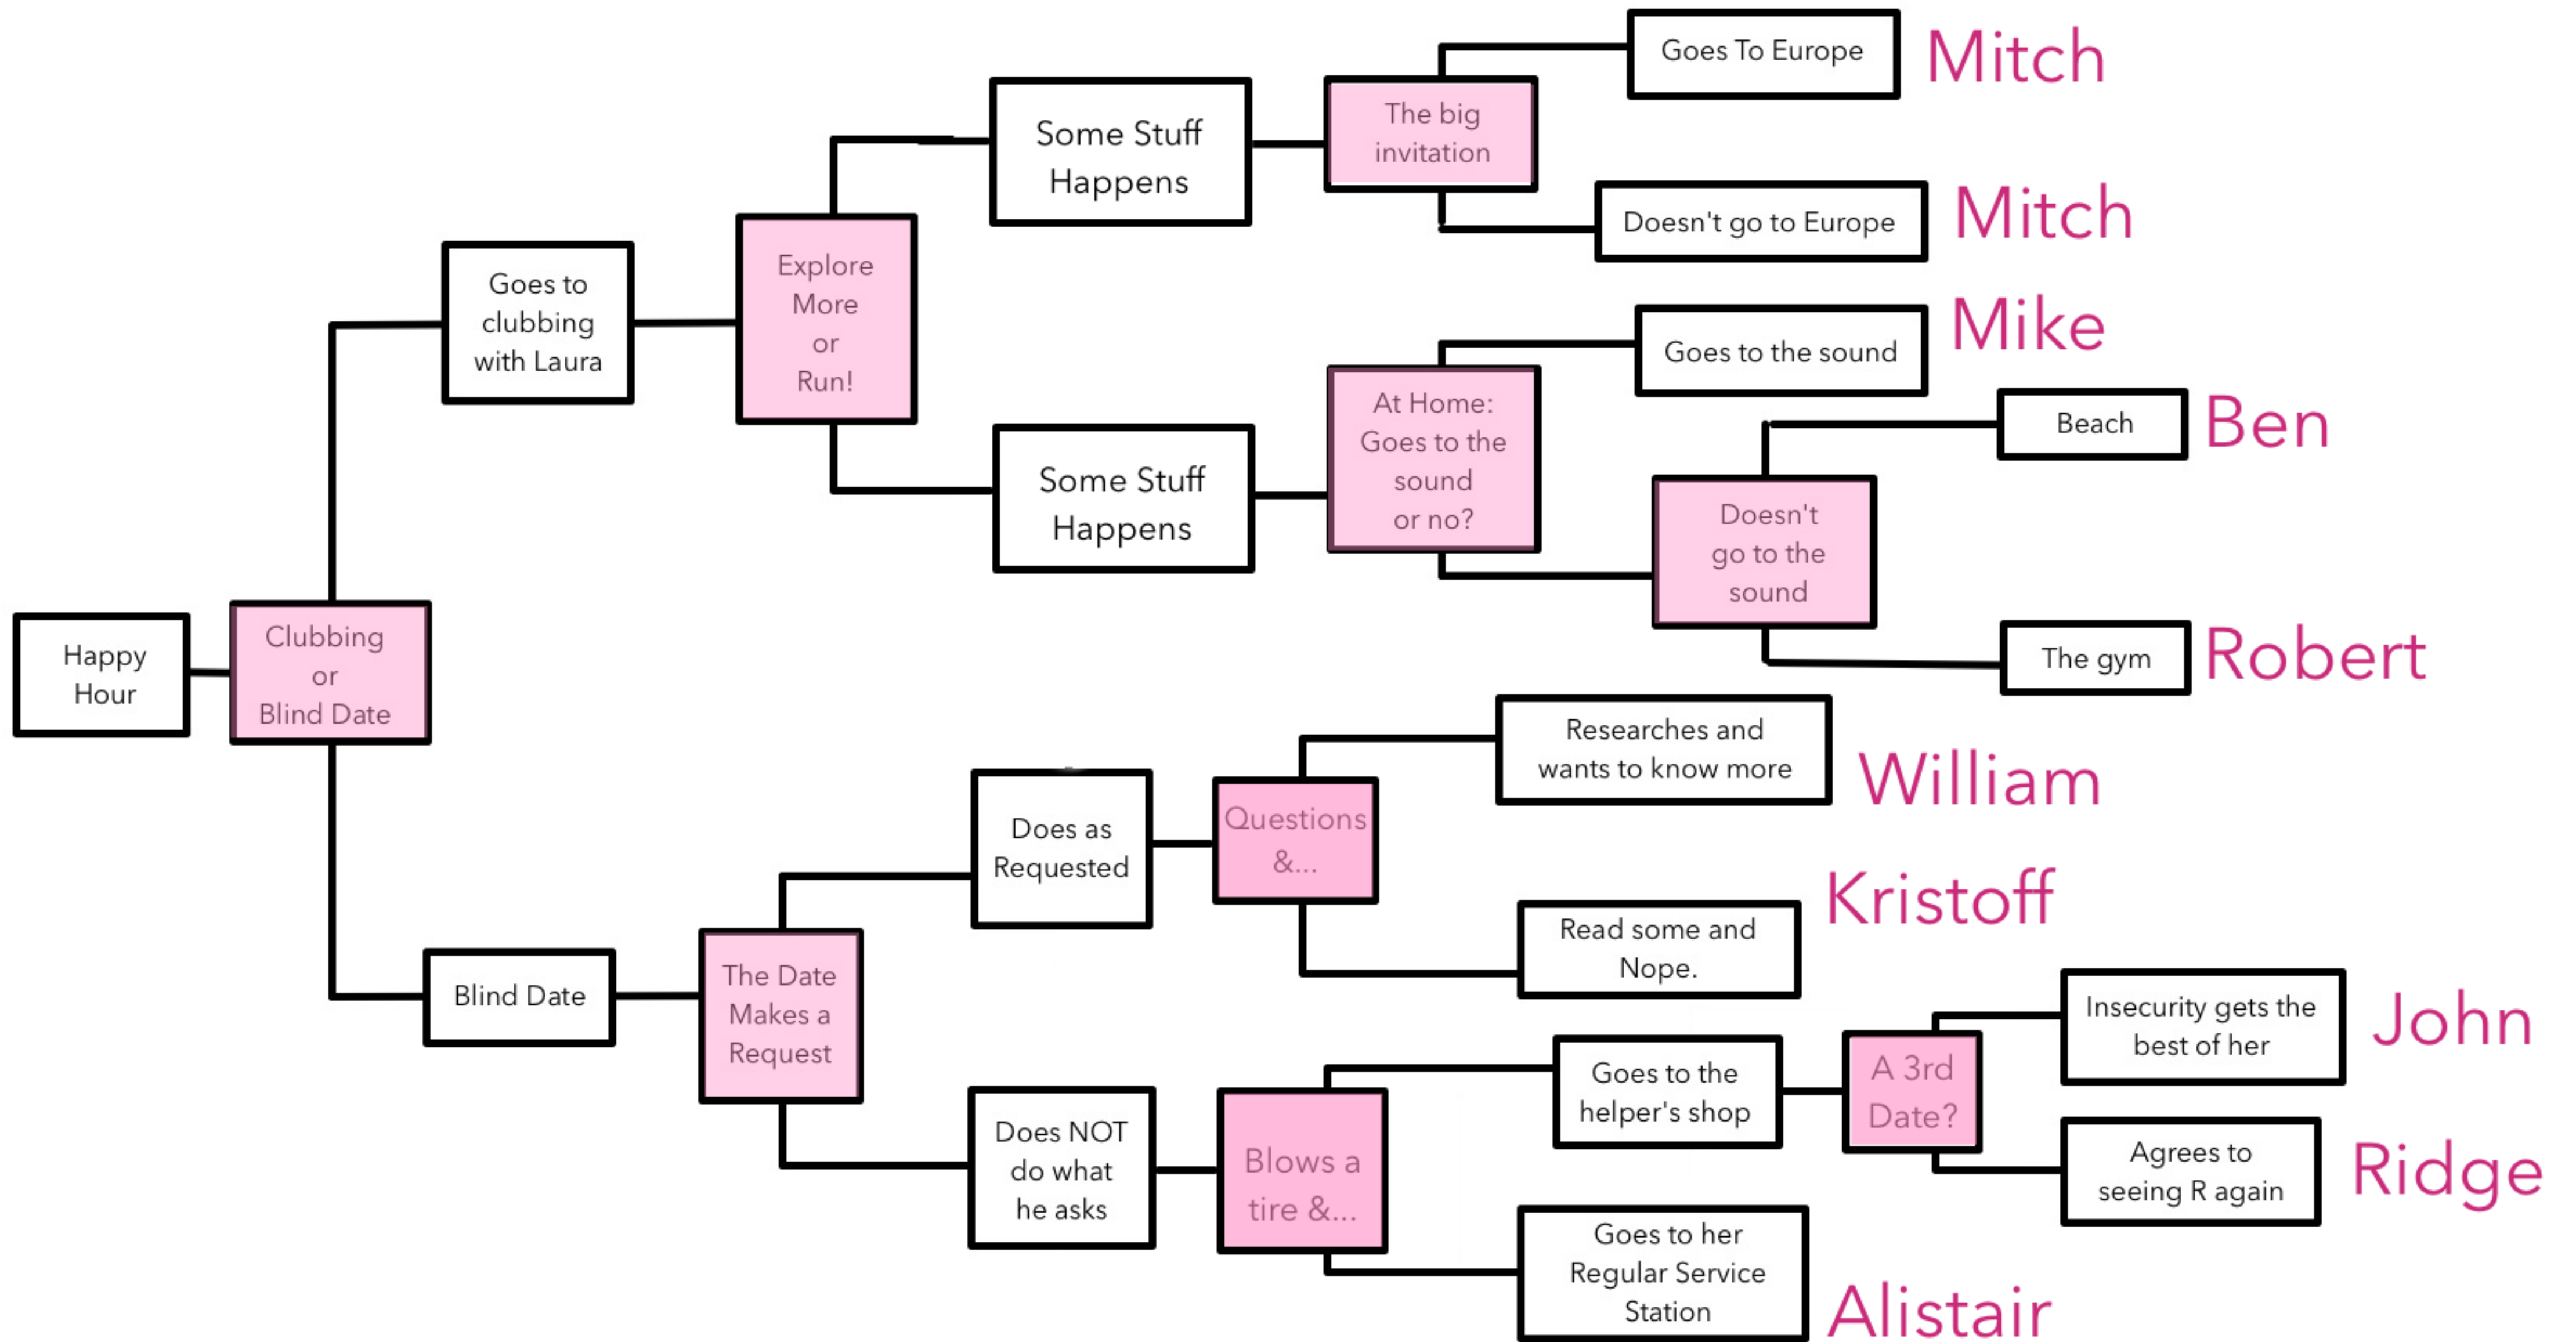 Goes To Europe
Mitch
The big
invitation
Some Stuff
Happens
Doesn't go to Europe
Mitch
Explore
More
or
Run!
Goes to
clubbing
with Laura
Goes to the sound
Mike
At Home:
Goes to the
sound
or no?
Beach
Ben
Some Stuff
Happens
Doesn't
go to the
sound
Happy
Hour
Clubbing
or
Blind Date
The gym
Robert
Researches and
wants to know more
William
Does as
Requested
Questions
&...
Kristoff
Read some and
Nope.
Blind Date
The Date
Makes a
Request
Insecurity gets the
best of her
John
Goes to the
helper's shop
A 3rd
Date?
Does NOT
do what
he asks
Blows a
tire &...
Agrees to
seeing R again
Ridge
Goes to her
Regular Service
Station
Alistair